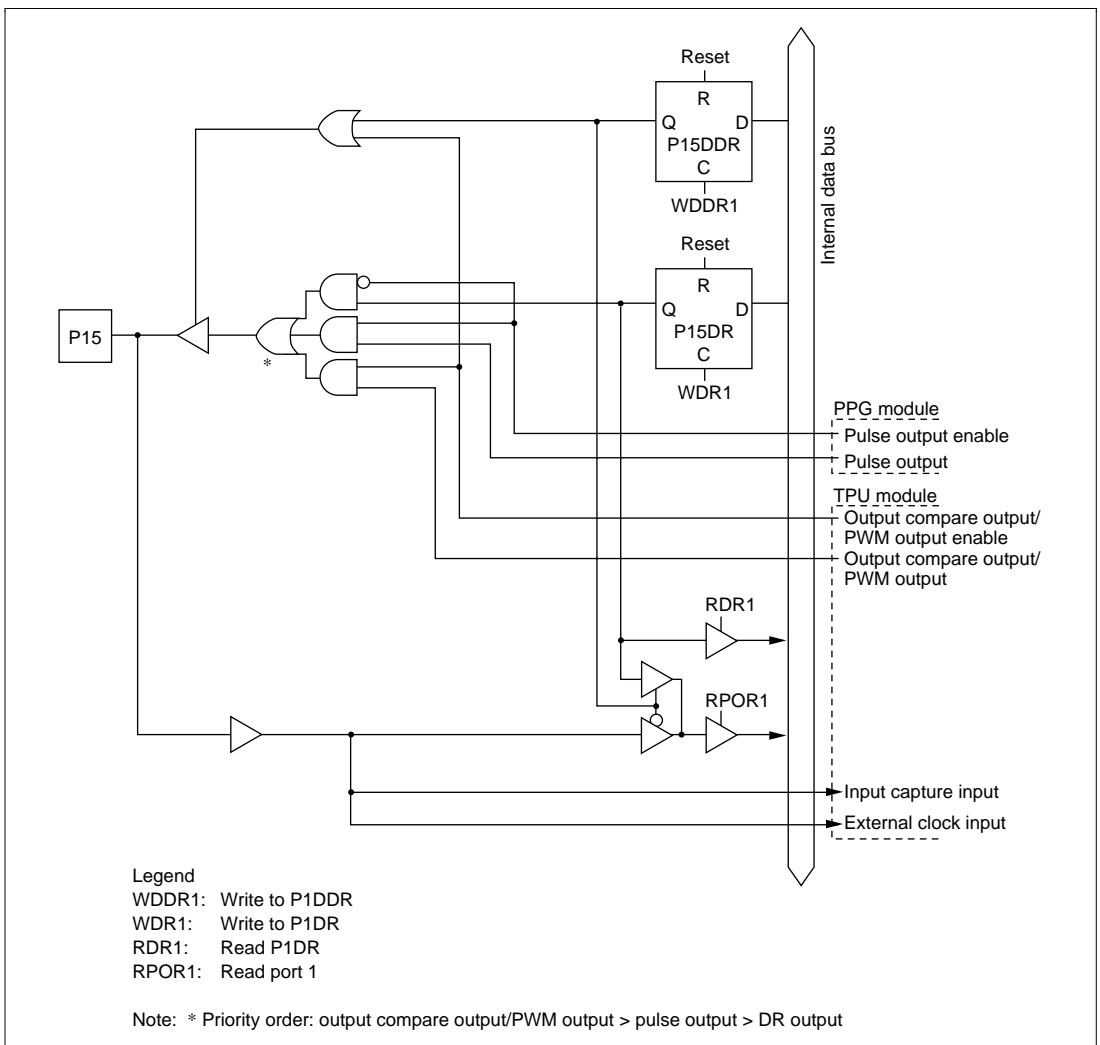 Reset
R
Q D
P15DDR
C
WDDR1
Internal data bus
Reset
R
Q D
P15DR
C
WDR1
P15
*
PPG module
Pulse output enable
Pulse output
TPU module
Output compare output/
PWM output enable
Output compare output/
PWM output
RDR1
RPOR1
Input capture input
External clock input
Legend
WDDR1: Write to P1DDR
WDR1: Write to P1DR
RDR1: Read P1DR
RPOR1: Read port 1
Note: * Priority order: output compare output/PWM output > pulse output > DR output